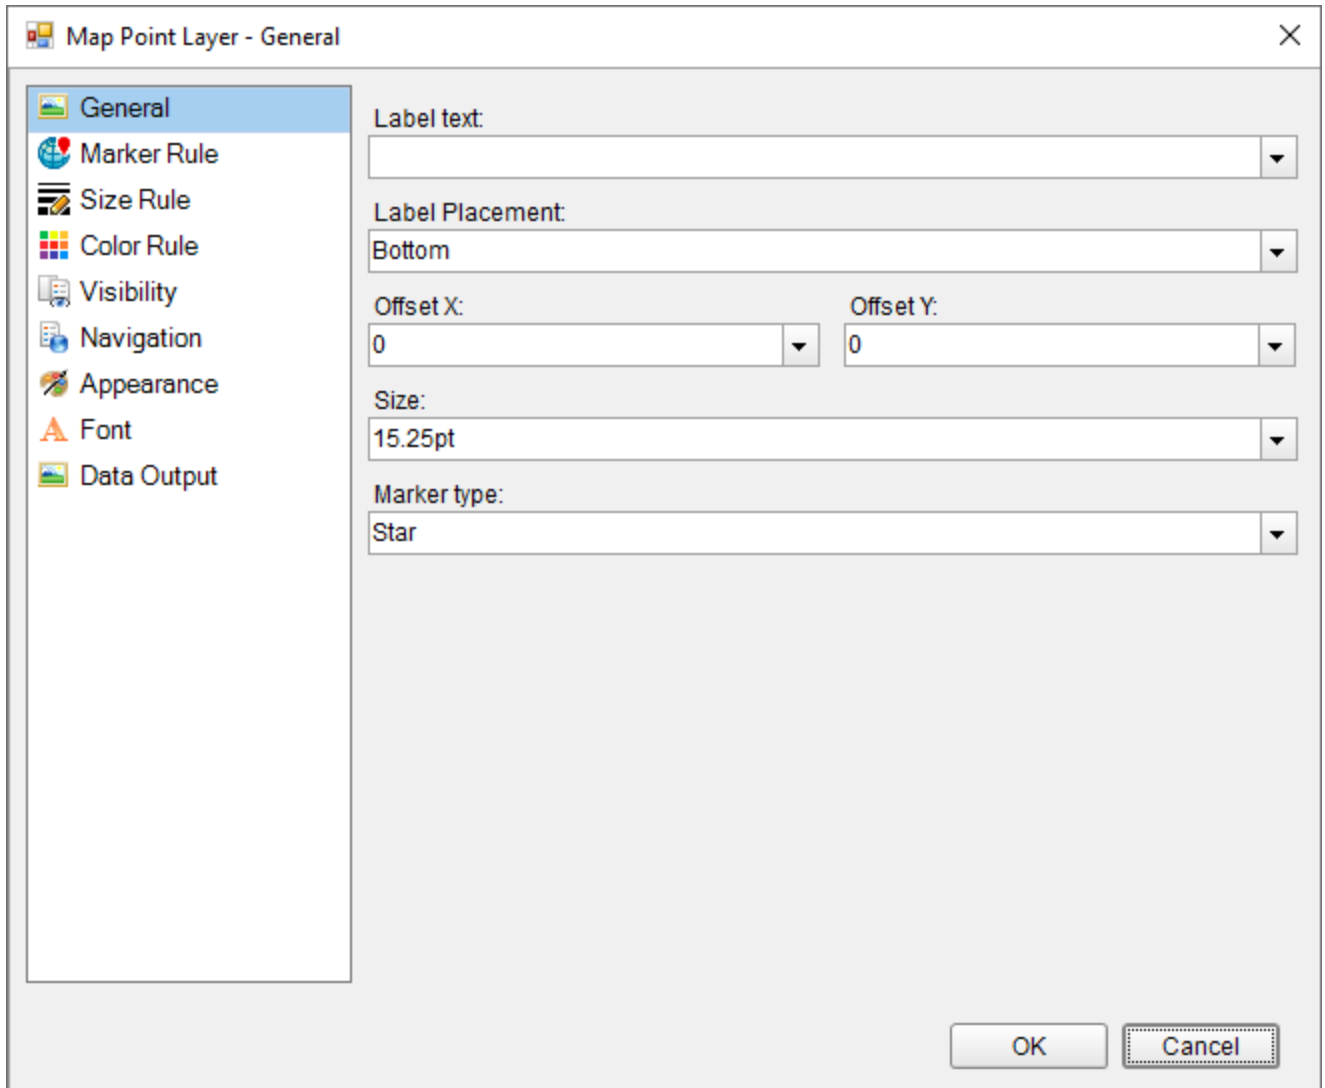 Map Point Layer - General
General
Marker Rule
Size Rule
Color Rule
Visibility
Navigation
Appearance
Font
Data Output
Label text:
Label Placement:
Bottom
Offset X: Offset Y:
0 0
Size:
15.25pt
Marker type:
Star
OK Cancel